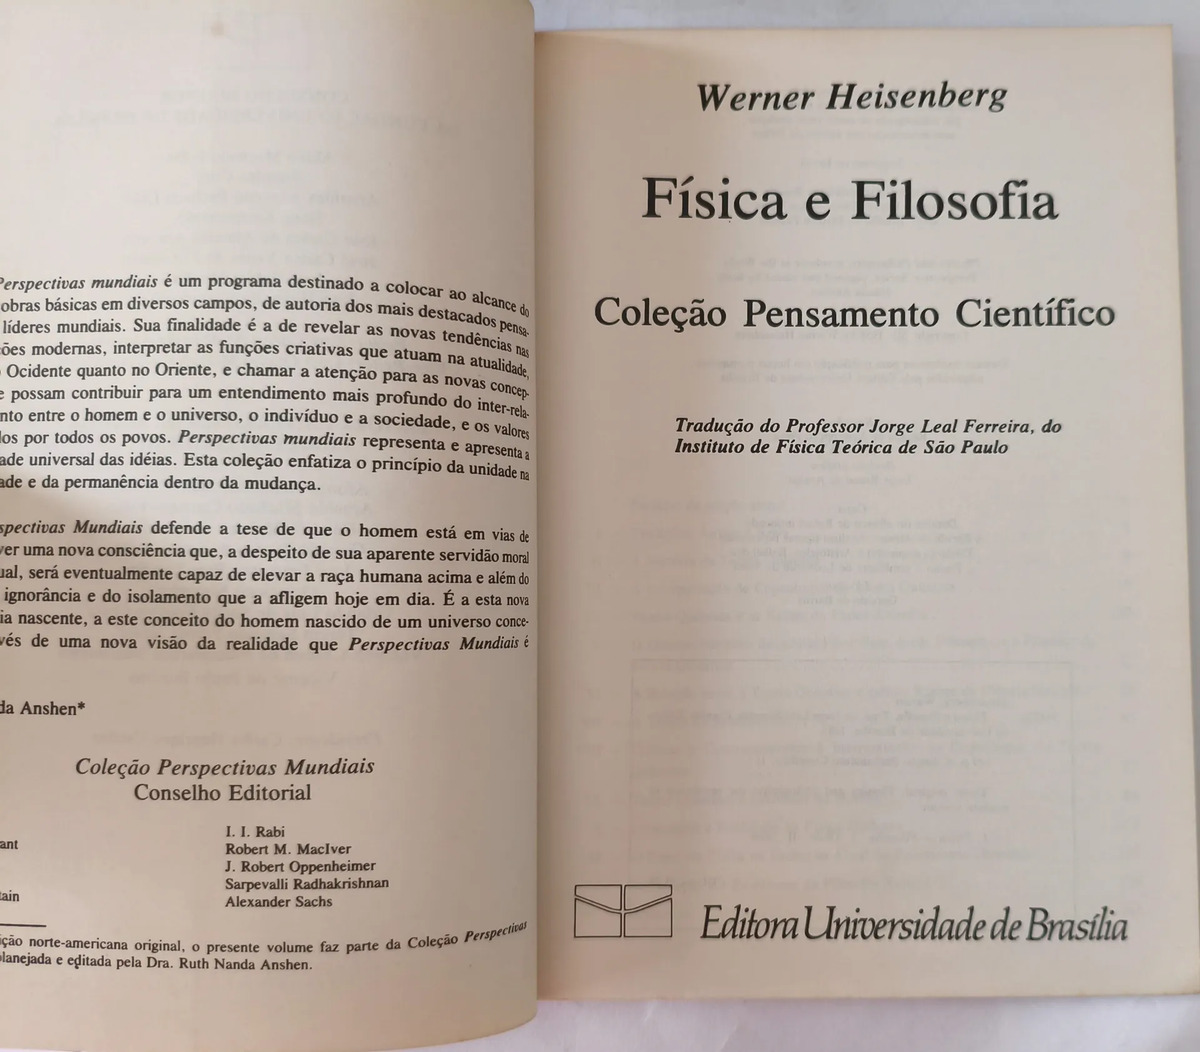 Perspectivas mundiais é um programa destinado a colocar ao alcance do
obras básicas em diversos campos, de autoria dos mais destacados pensa-
líderes mundiais. Sua finalidade é a de revelar as novas tendências nas
ões modernas, interpretar as funções criativas que atuam na atualidade,
Ocidente quanto no Oriente, e chamar a atenção para as novas concep-
e possam contribuir para um entendimento mais profundo do inter-rela-
nto entre o homem e o universo, o indivíduo e a sociedade, e os valores
los por todos os povos. Perspectivas mundiais representa e apresenta a
ade universal das idéias. Esta coleção enfatiza o princípio da unidade na
ade e da permanência dentro da mudança.
spectivas Mundiais defende a tese de que o homem está em vias de
ver uma nova consciência que, a despeito de sua aparente servidão moral
ual, será eventualmente capaz de elevar a raça humana acima e além do
ignorância e do isolamento que a afligem hoje em dia. É a esta nova
ia nascente, a este conceito do homem nascido de um universo conce-
vés de uma nova visão da realidade que Perspectivas Mundiais é
da Anshen*
Coleção Perspectivas Mundiais
Conselho Editorial
I. I. Rabi
ant Robert M. MacIver
J. Robert Oppenheimer
Sarpevalli Radhakrishnan
tain Alexander Sachs
ição norte-americana original, o presente volume faz parte da Coleção Perspectivas
planejada e editada pela Dra. Ruth Nanda Anshen.
Werner Heisenberg
Física e Filosofia
Coleção Pensamento Científico
Tradução do Professor Jorge Leal Ferreira, do
Instituto de Física Teórica de São Paulo
Editora Universidade de Brasília